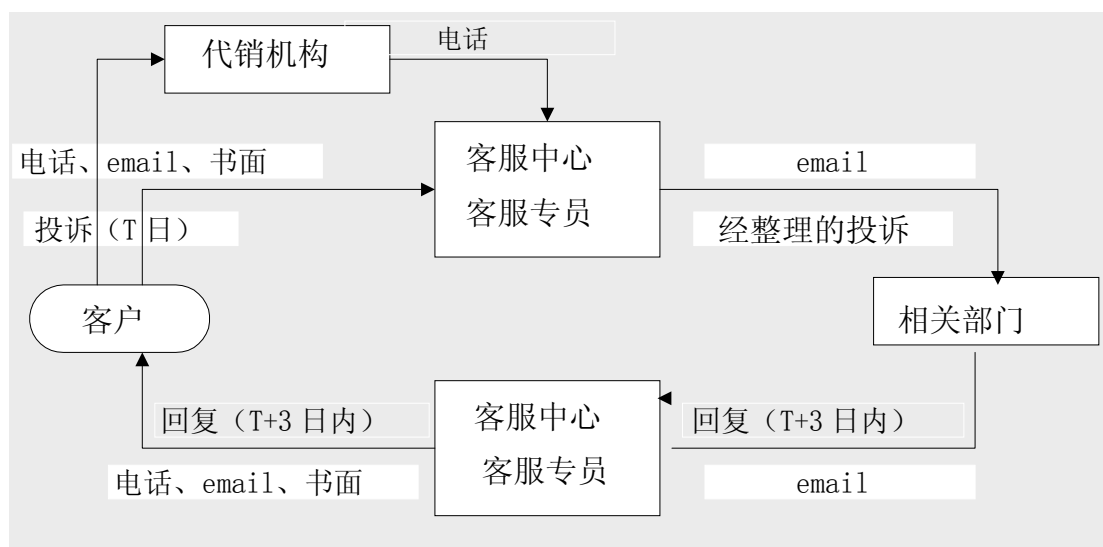 代销机构
电话
电话、email、书面
投诉（T 日）
客服中心
客服专员
email
经整理的投诉
客户
相关部门
回复（T+3 日内）
电话、email、书面
客服中心
客服专员
回复（T+3 日内）
email